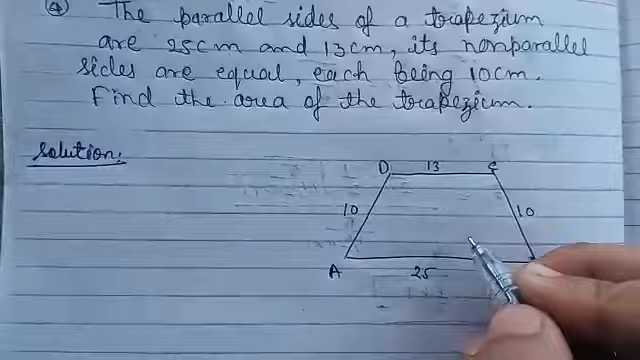 ④ The parallel sides of a trapezium
are 25cm and 13cm, its nonparallel
sides are equal, each being 10cm.
Find the area of the trapezium.
Solution:
D 13 C
10 10
A 25